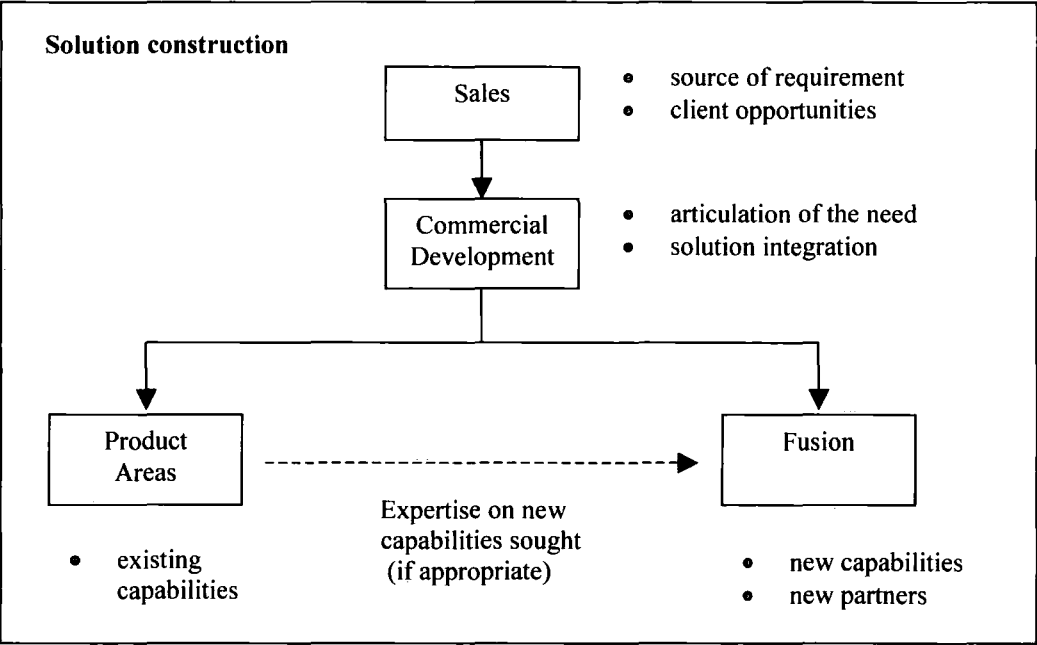 Solution construction
Sales
• source of requirement
• client opportunities
Commercial
Development
• articulation of the need
• solution integration
Product
Areas
Fusion
Expertise on new
capabilities sought
(if appropriate)
• existing
capabilities
• new capabilities
• new partners